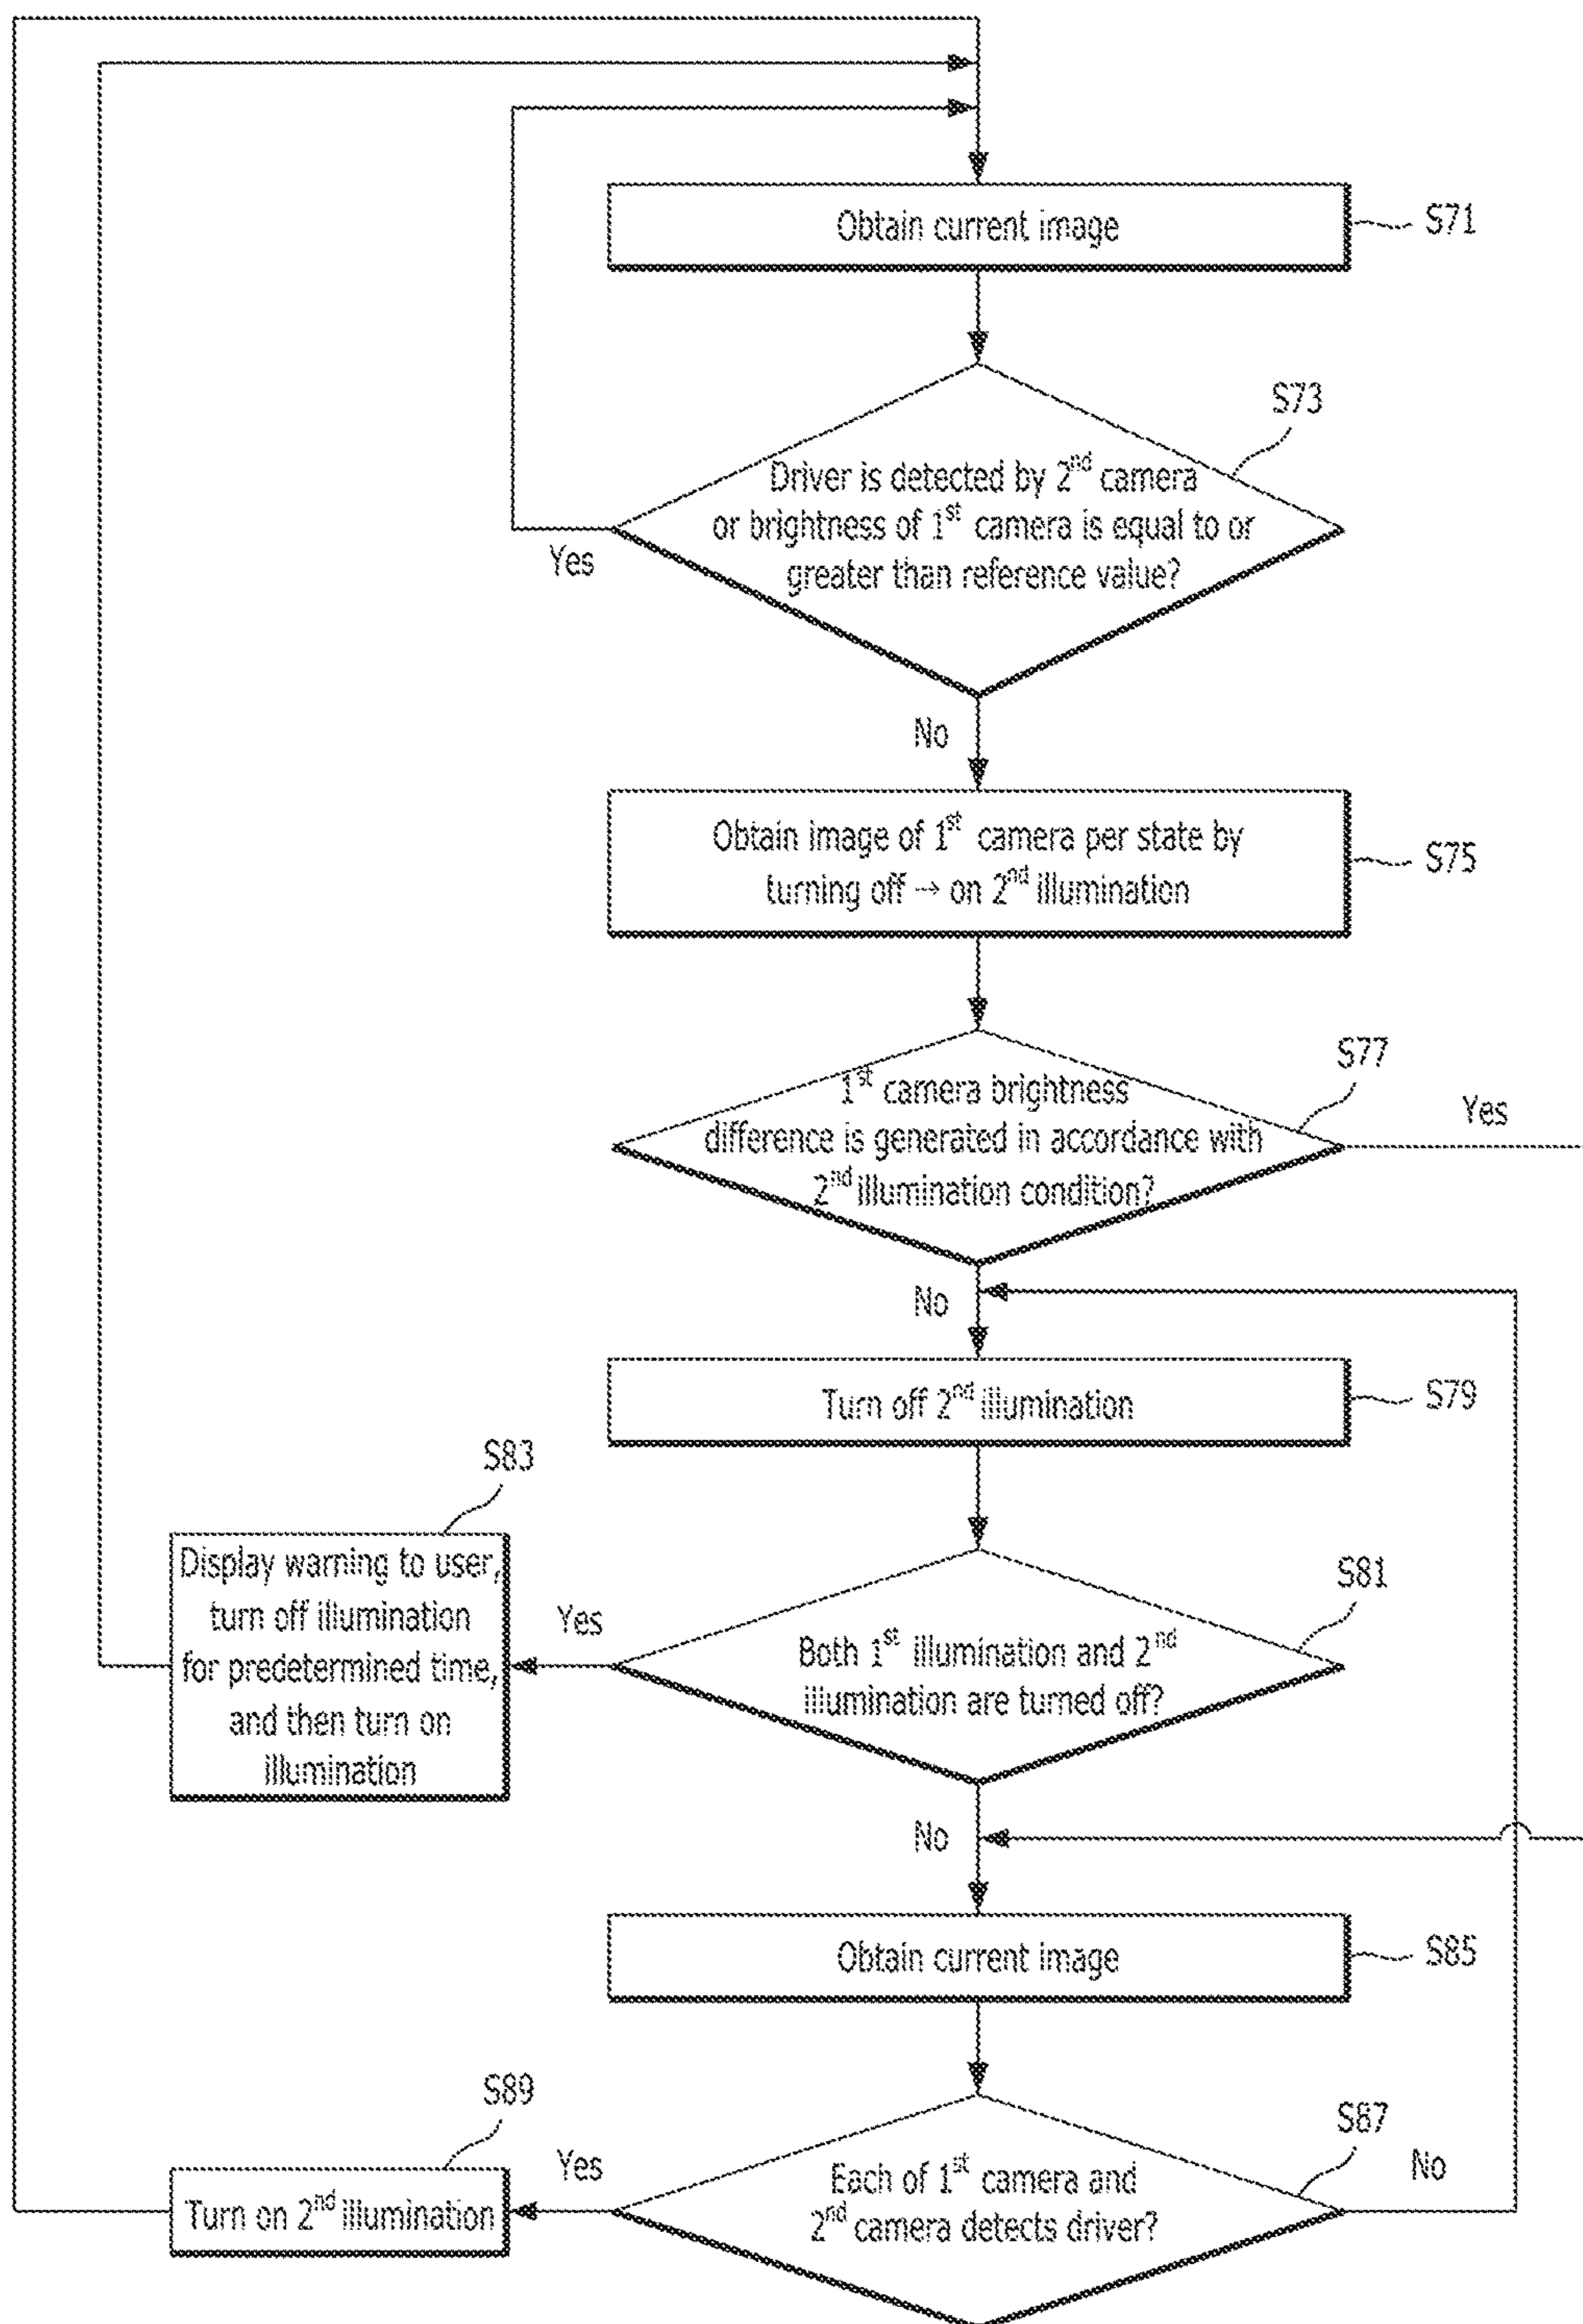 Obtain current image
S71
S73
Driver is detected by 2nd camera
or brightness of 1st camera is equal to or
greater than reference value?
Yes
No
Obtain image of 1st camera per state by
turning off → on 2nd illumination
S75
S77
1st camera brightness
difference is generated in accordance with
2nd illumination condition?
Yes
No
Turn off 2nd illumination
S79
S83
Display warning to user,
turn off illumination
for predetermined time,
and then turn on
illumination
Yes
S81
Both 1st illumination and 2nd
illumination are turned off?
No
Obtain current image
S85
S89
Turn on 2nd illumination
Yes
S87
Each of 1st camera and
2nd camera detects driver?
No